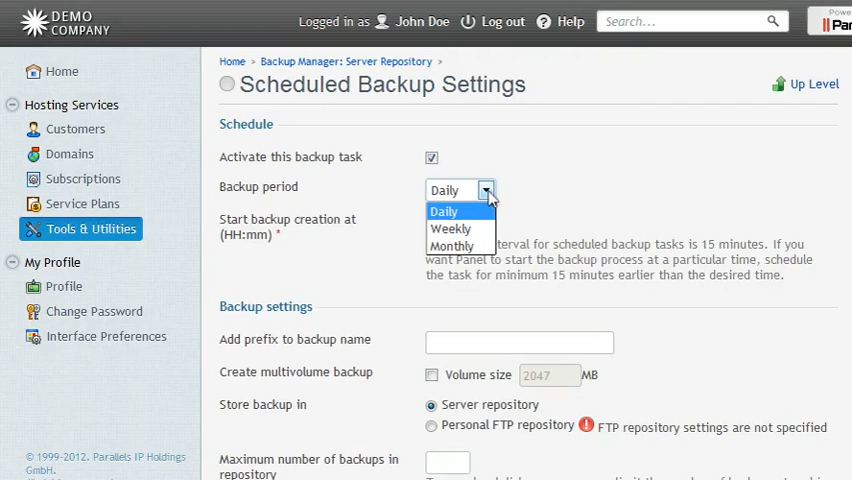 DEMO
COMPANY
Logged in as John Doe Log out Help Search...
Powe
Par
Home
Hosting Services
Customers
Domains
Subscriptions
Service Plans
Tools & Utilities
My Profile
Profile
Change Password
Interface Preferences
© 1999-2012. Parallels IP Holdings
GmbH.
Home > Backup Manager: Server Repository >
Scheduled Backup Settings
Up Level
Schedule
Activate this backup task
Backup period Daily
Daily
Weekly
Monthly
Start backup creation at
(HH:mm) *
terval for scheduled backup tasks is 15 minutes. If you
want Panel to start the backup process at a particular time, schedule
the task for minimum 15 minutes earlier than the desired time.
Backup settings
Add prefix to backup name
Create multivolume backup Volume size 2047 MB
Store backup in Server repository
Personal FTP repository FTP repository settings are not specified
Maximum number of backups in
repository